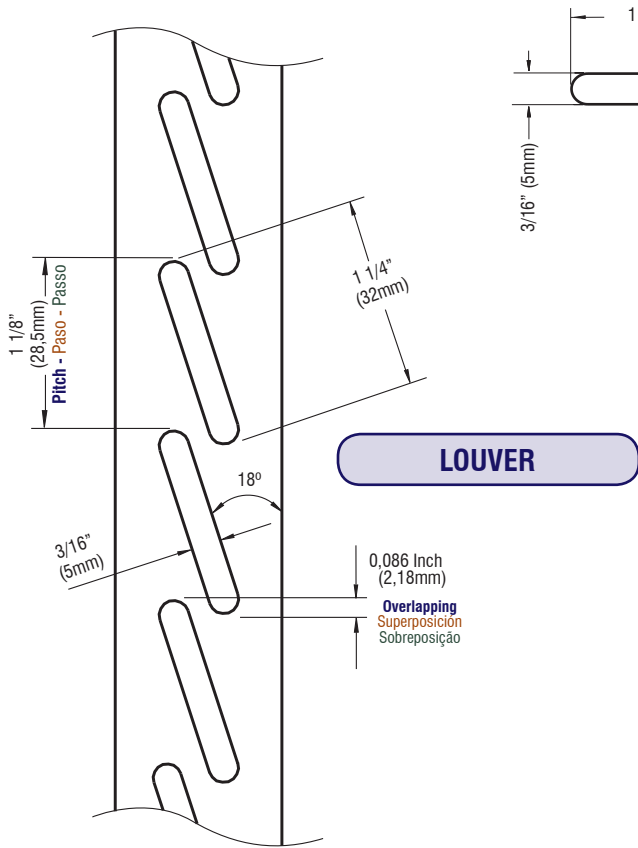 1
3/16” (5mm)
1 1/4”
(32mm)
1 1/8”
(28,5mm)
Pitch - Paso - Passo
LOUVER
18º
3/16”
(5mm)
0,086 Inch
(2,18mm)
Overlapping
Superposición
Sobreposição